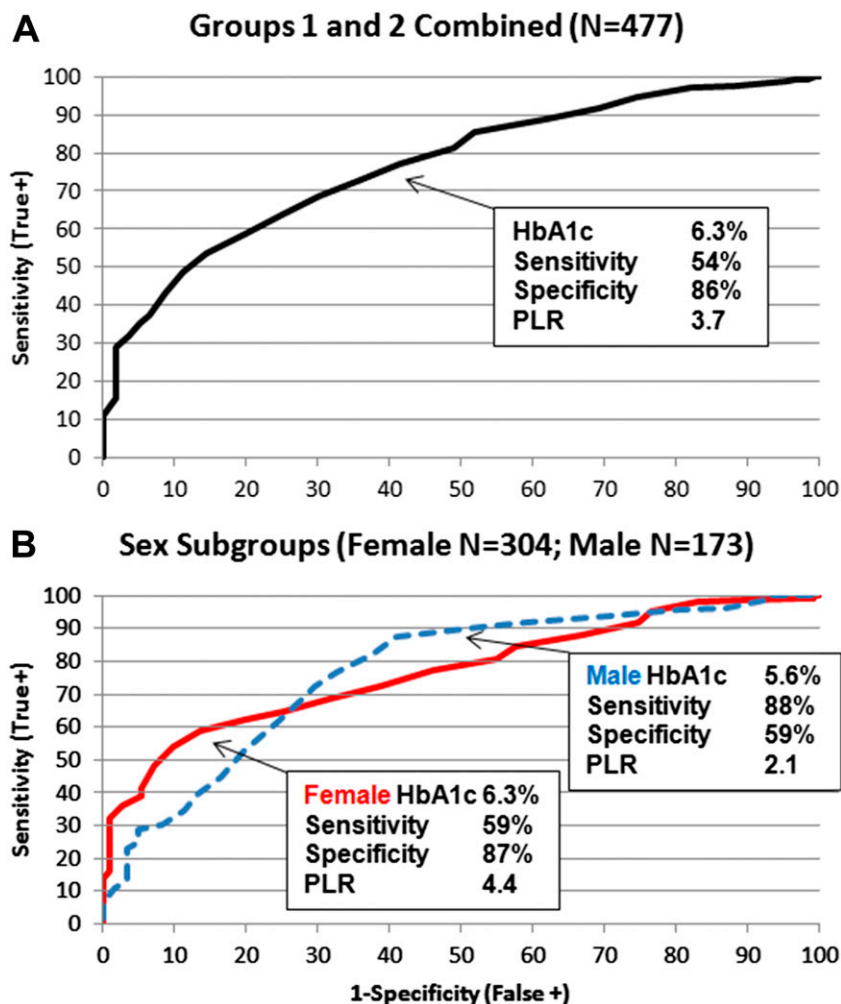 A
Groups 1 and 2 Combined (N=477)
Sensitivity (True+)
100
90
80
70
60
50
40
30
20
10
0
HbA1c 6.3%
Sensitivity 54%
Specificity 86%
PLR 3.7
0 10 20 30 40 50 60 70 80 90 100
B
Sex Subgroups (Female N=304; Male N=173)
Sensitivity (True+)
100
90
80
70
60
50
40
30
20
10
0
Male HbA1c 5.6%
Sensitivity 88%
Specificity 59%
PLR 2.1
Female HbA1c 6.3%
Sensitivity 59%
Specificity 87%
PLR 4.4
0 10 20 30 40 50 60 70 80 90 100
1-Specificity (False +)